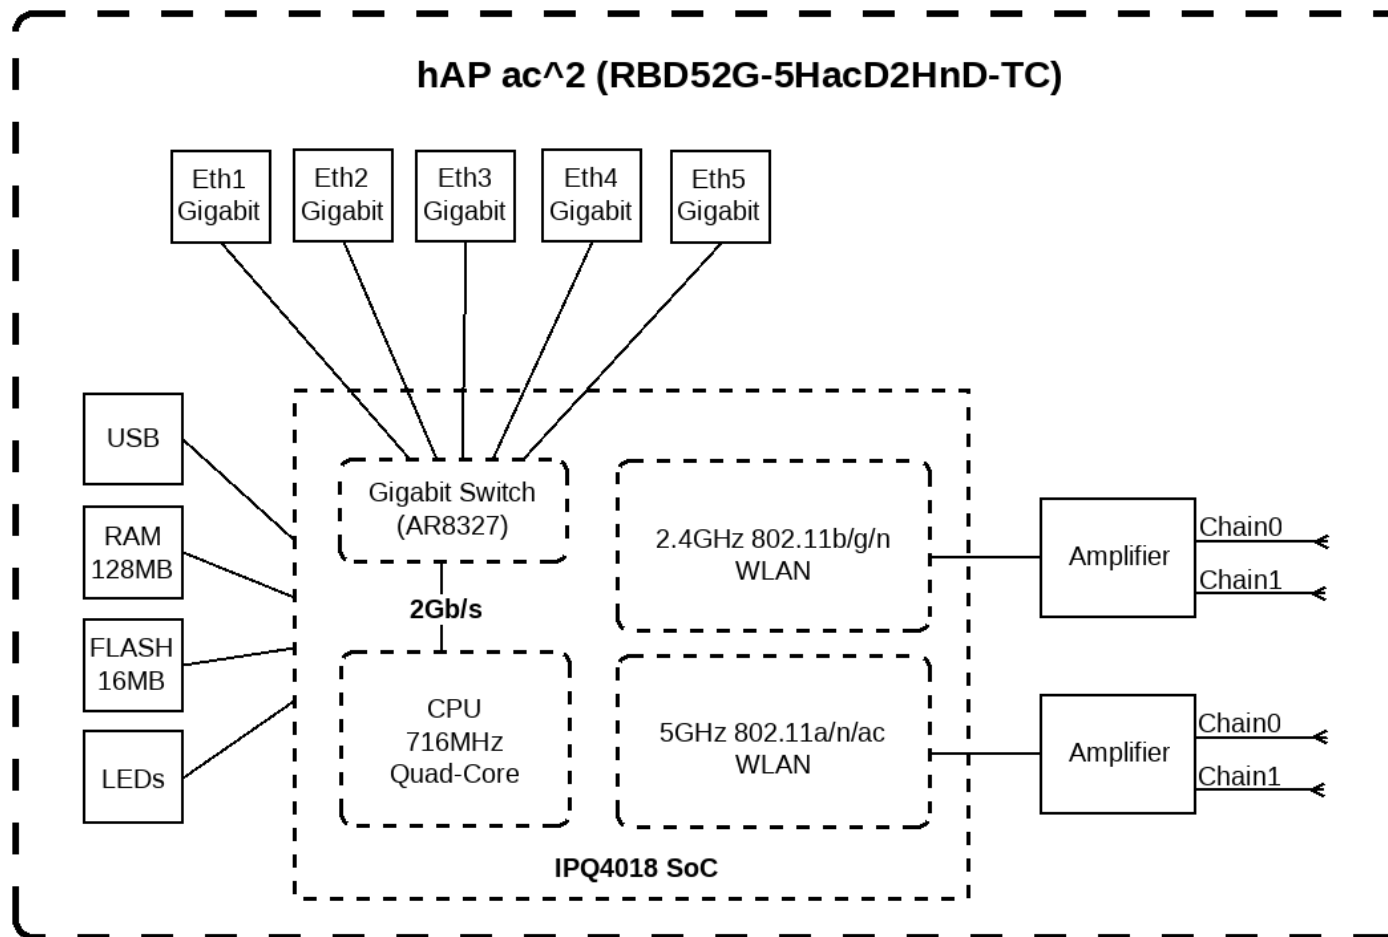 hAP ac^2 (RBD52G-5HacD2HnD-TC)
Eth1
Gigabit
Eth2
Gigabit
Eth3
Gigabit
Eth4
Gigabit
Eth5
Gigabit
USB
RAM
128MB
FLASH
16MB
LEDs
Gigabit Switch
(AR8327)
2Gb/s
CPU
716MHz
Quad-Core
2.4GHz 802.11b/g/n
WLAN
5GHz 802.11a/n/ac
WLAN
IPQ4018 SoC
Amplifier
Chain0
Chain1
Amplifier
Chain0
Chain1